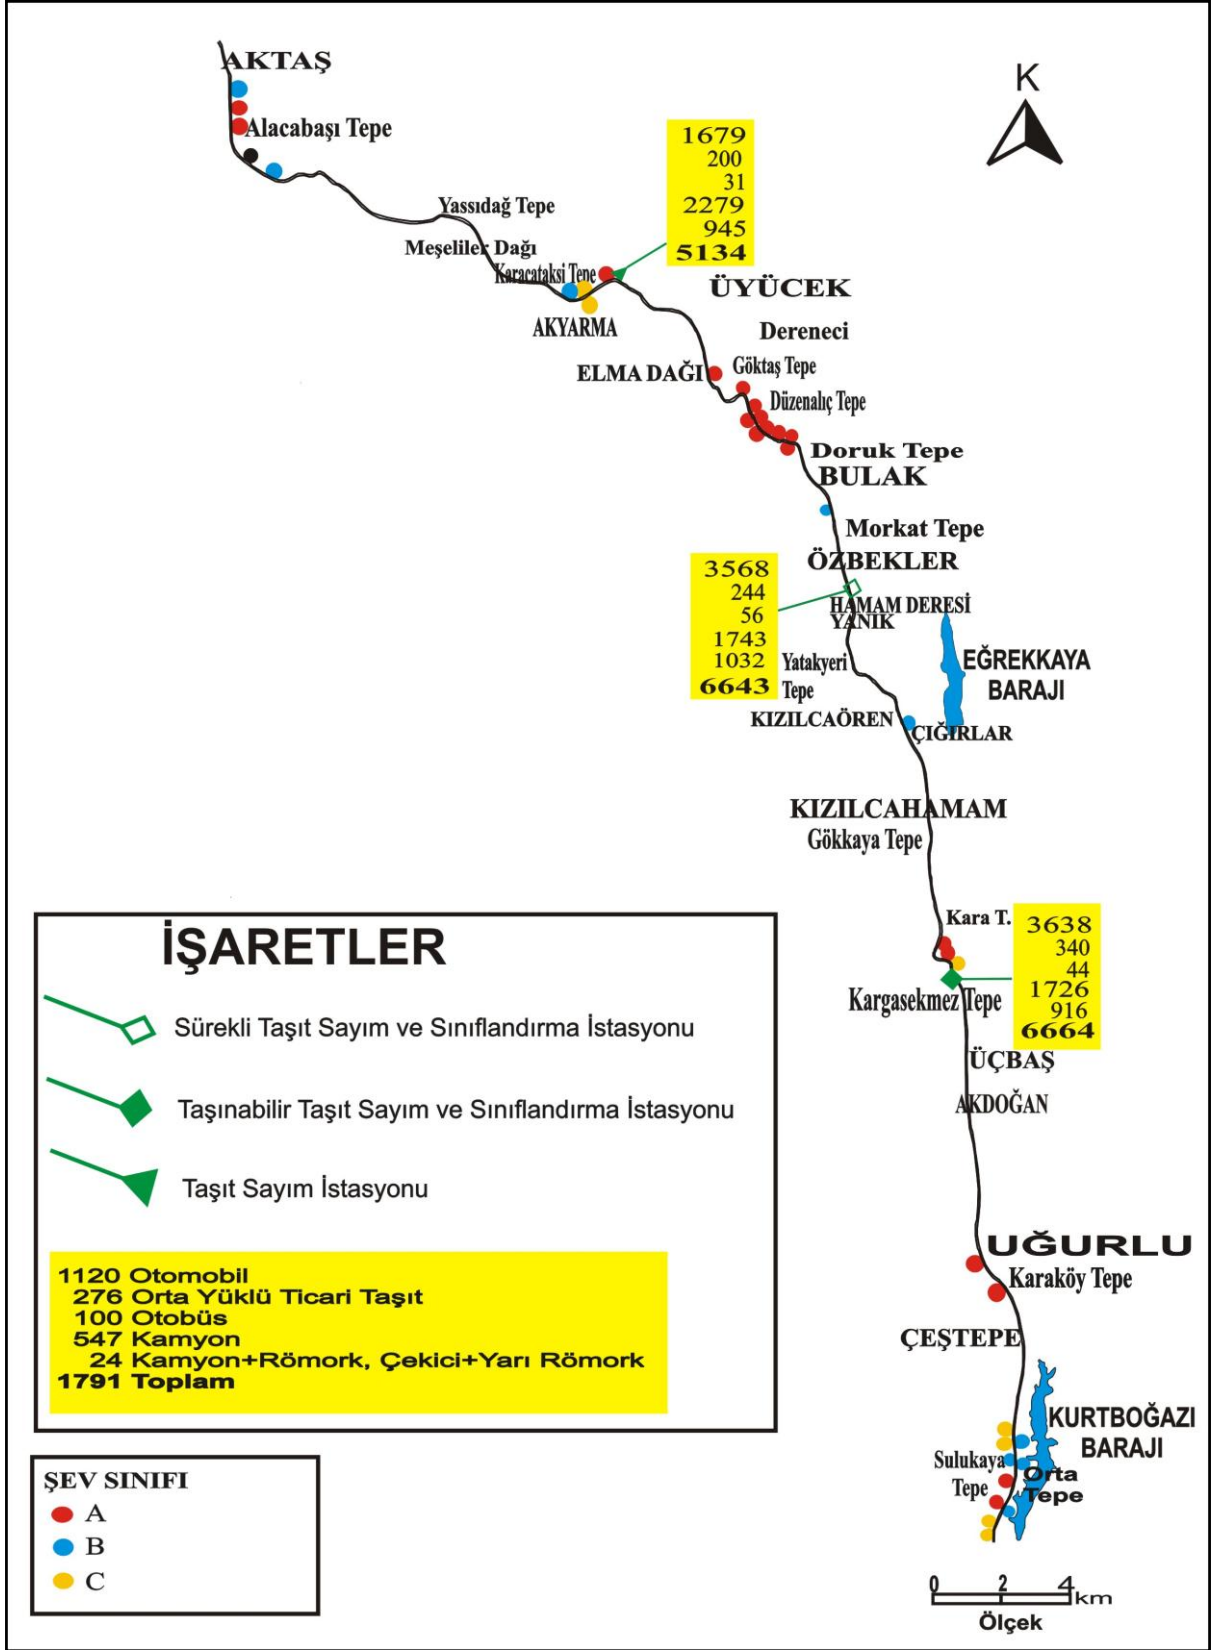 AKTAŞ
K
Alacabaşı Tepe
1679
200
31
2279
945
5134
Yassıdağ Tepe
Meşeliler Dağı
Karacataksi Tepe
ÜYÜCEK
AKYARMA
Dereneci
ELMA DAĞI
Göktaş Tepe
Düzenalıç Tepe
Doruk Tepe
BULAK
Morkat Tepe
ÖZBEKLER
3568
244
56
1743
1032
6643
HAMAM DERESİ
YANIK
Yatakyeri
Tepe
EĞREKKAYA
BARAJI
KIZILCAÖREN
ÇIĞIRLAR
KIZILCAHAMAM
Gökkaya Tepe
Kara T.
3638
340
44
1726
916
6664
Kargasekmez Tepe
ÜÇBAŞ
AKDOĞAN
UĞURLU
Karaköy Tepe
ÇEŞTEPE
KURTBOĞAZI
BARAJI
Sulukaya
Tepe
Orta
Tepe
İŞARETLER
Sürekli Taşıt Sayım ve Sınıflandırma İstasyonu
Taşınabilir Taşıt Sayım ve Sınıflandırma İstasyonu
Taşıt Sayım İstasyonu
1120 Otomobil
276 Orta Yüklü Ticari Taşıt
100 Otobüs
547 Kamyon
24 Kamyon+Römork, Çekici+Yarı Römork
1791 Toplam
ŞEV SINIFI
A
B
C
0 2 4 km
Ölçek